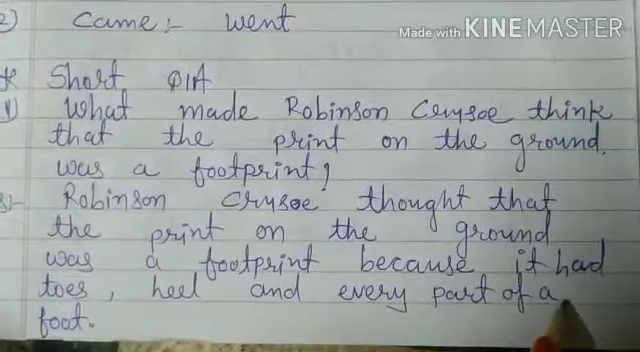 2) Came :- went
Made with KINEMASTER
* Short Q/A
1) What made Robinson Crusoe think
that the print on the ground.
was a footprint?
Robinson Crusoe thought that
the print on the ground
was a footprint because it had
toes, heel and every part of a
foot.